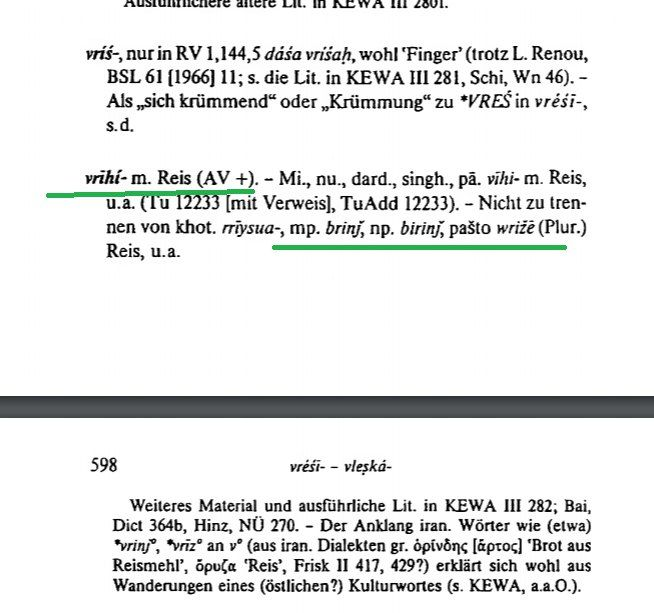 Ausführlichere ältere Lit. in KEWA III 280f.
vríś-, nur in RV 1,144,5 dáśa vríśaḥ, wohl 'Finger' (trotz L. Renou,
BSL 61 [1966] 11; s. die Lit. in KEWA III 281, Schi, Wn 46). –
Als „sich krümmend“ oder „Krümmung“ zu *VREŚ in vréśī-,
s.d.
vrīhí- m. Reis (AV +). – Mi., nu., dard., singh., pā. vīhi- m. Reis,
u.a. (Tu 12233 [mit Verweis], TuAdd 12233). – Nicht zu tren-
nen von khot. rrīysua-, mp. brinǰ, np. birinǰ, pašto wrižē (Plur.)
Reis, u.a.
598 vréśī- – vleṣká-
Weiteres Material und ausführliche Lit. in KEWA III 282; Bai,
Dict 364b, Hinz, NÜ 270. – Der Anklang iran. Wörter wie (etwa)
*vrinǰ°, *vrīz° an v° (aus iran. Dialekten gr. ὀρίνδης [ἄρτος] 'Brot aus
Reismehl', ὄρυζα 'Reis', Frisk II 417, 429?) erklärt sich wohl aus
Wanderungen eines (östlichen?) Kulturwortes (s. KEWA, a.a.O.).